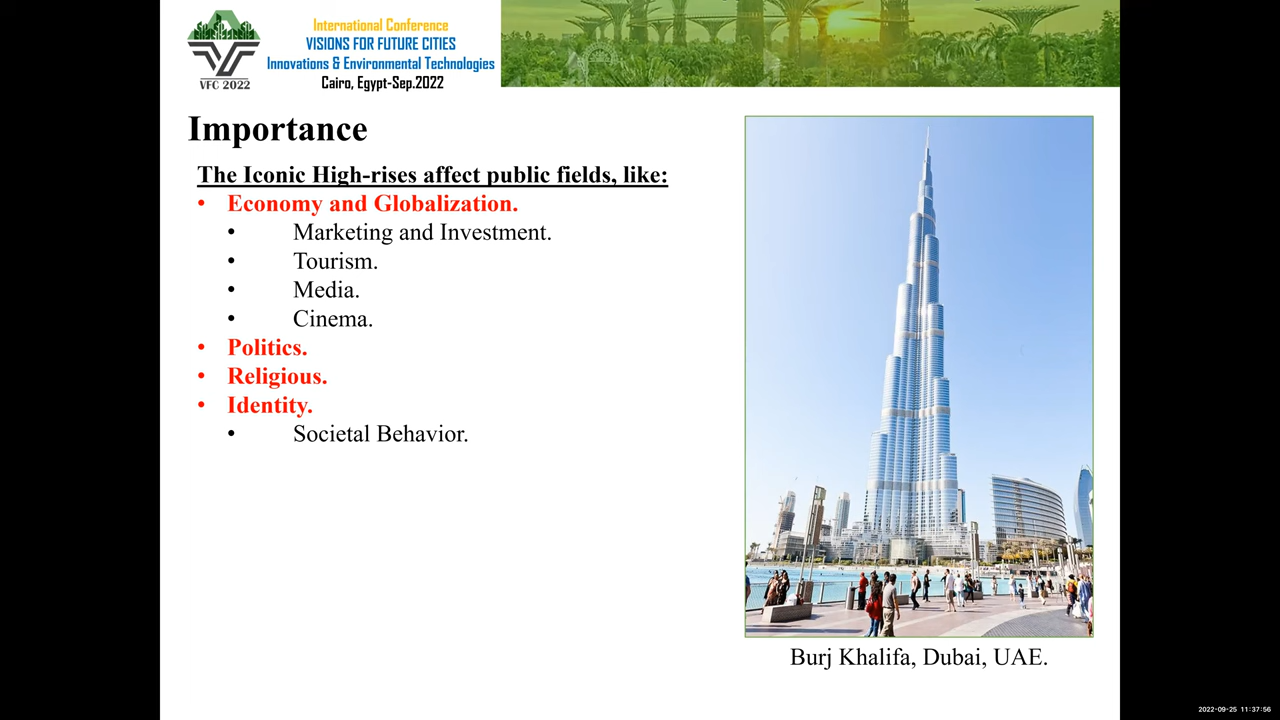 International Conference
VISIONS FOR FUTURE CITIES
Innovations & Environmental Technologies
Cairo, Egypt-Sep.2022
VFC 2022
Importance
The Iconic High-rises affect public fields, like:
• Economy and Globalization.
• Marketing and Investment.
• Tourism.
• Media.
• Cinema.
• Politics.
• Religious.
• Identity.
• Societal Behavior.
Burj Khalifa, Dubai, UAE.
2022-09-25 11:37:56